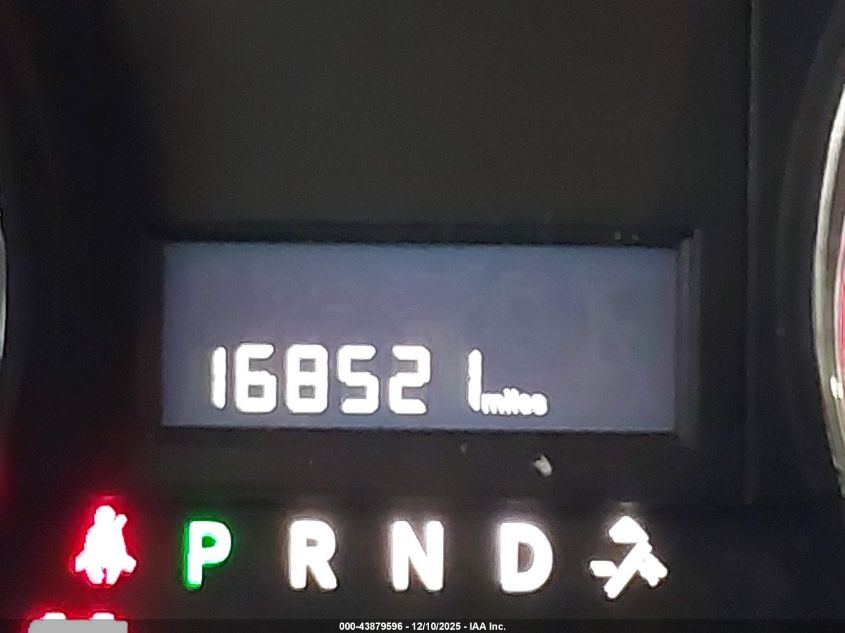 168521 miles
P R N D
000-43879596 - 12/10/2025 - IAA Inc.